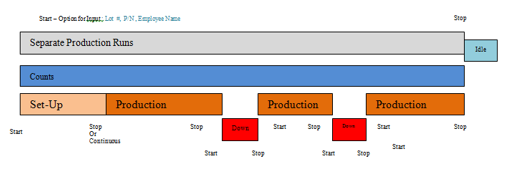 Start – Option for Input: Lot #, P/N, Employee Name
Stop
Separate Production Runs
Idle
Counts
Set-Up
Production
Production
Production
Down
Start
Stop
Or
Continuous
Stop
Start
Stop
Start
Stop
Start
Stop
Start
Stop
Start